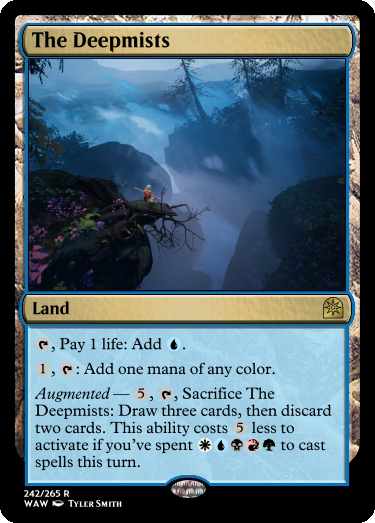 The Deepmists
Land
{T}, Pay 1 life: Add {U}.
1, {T}: Add one mana of any color.
Augmented — 5, {T}, Sacrifice The
Deepmists: Draw three cards, then discard
two cards. This ability costs 5 less to
activate if you've spent {W}{U}{B}{R}{G} to cast
spells this turn.
242/265 R
WAW Tyler Smith